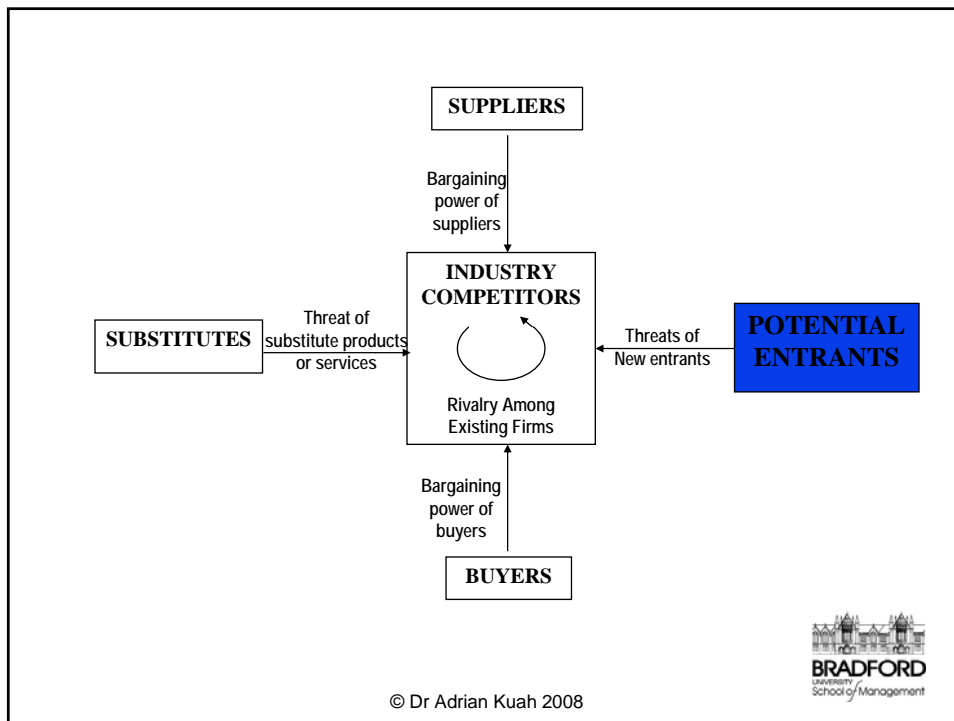 SUPPLIERS
Bargaining
power of
suppliers
INDUSTRY
COMPETITORS
Rivalry Among
Existing Firms
SUBSTITUTES
Threat of
substitute products
or services
Threats of
New entrants
POTENTIAL
ENTRANTS
Bargaining
power of
buyers
BUYERS
BRADFORD
UNIVERSITY
School of Management
© Dr Adrian Kuah 2008